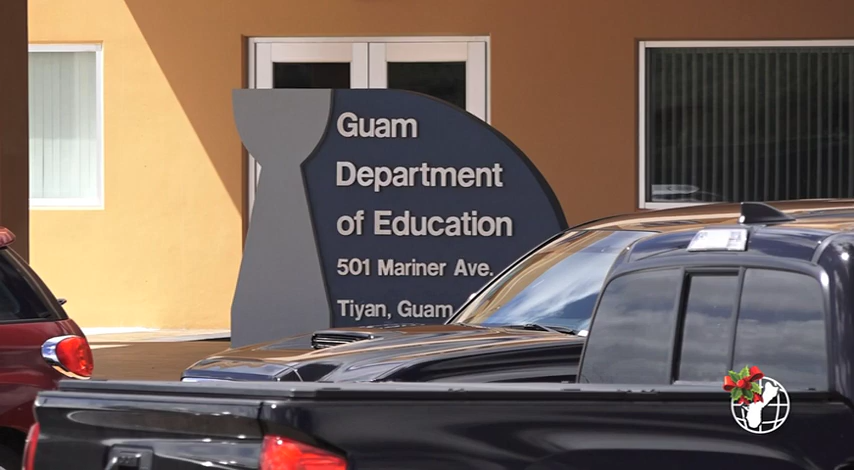 Guam
Department
of Education
501 Mariner Ave.
Tiyan, Guam